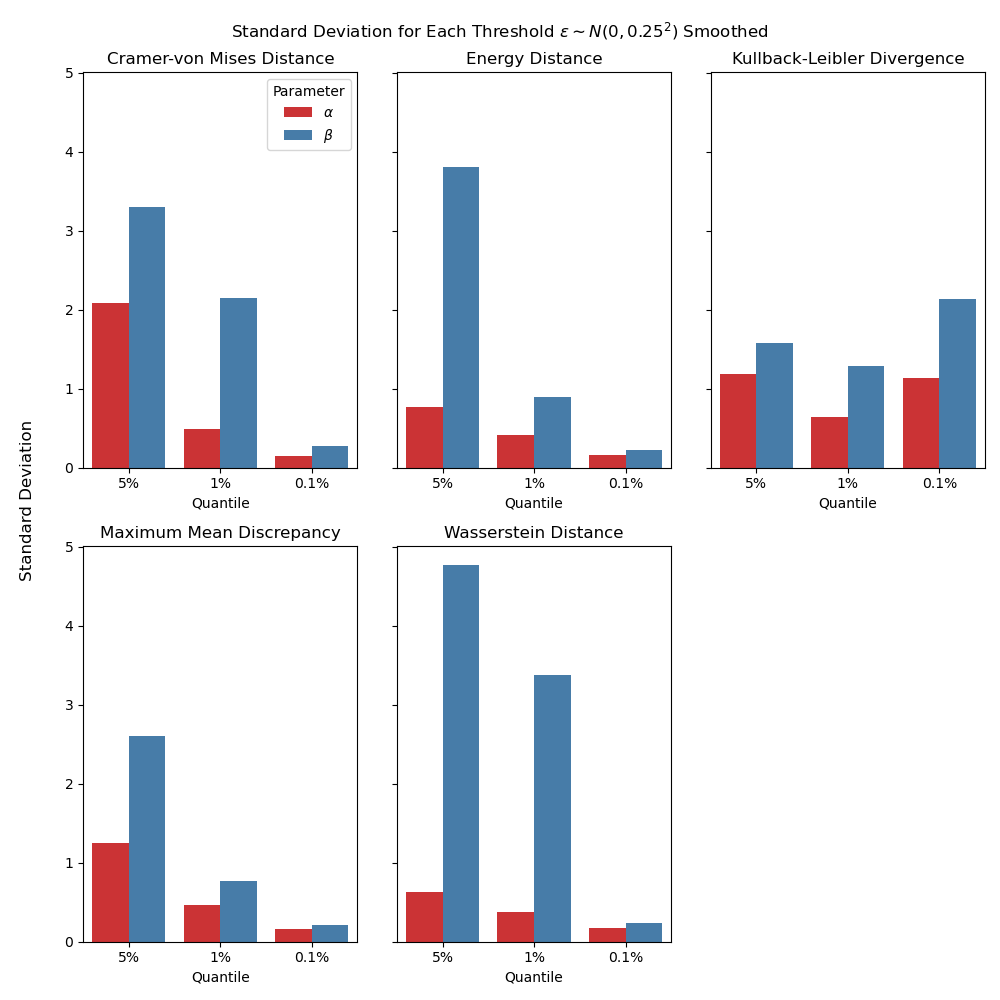 Standard Deviation for Each Threshold ε ~ N(0, 0.25²) Smoothed
Cramer-von Mises Distance
Energy Distance
Kullback-Leibler Divergence
Parameter
α
β
5
4
3
2
1
0
5% 1% 0.1%
Quantile
5% 1% 0.1%
Quantile
5% 1% 0.1%
Quantile
Standard Deviation
Maximum Mean Discrepancy
Wasserstein Distance
5
4
3
2
1
0
5% 1% 0.1%
Quantile
5% 1% 0.1%
Quantile